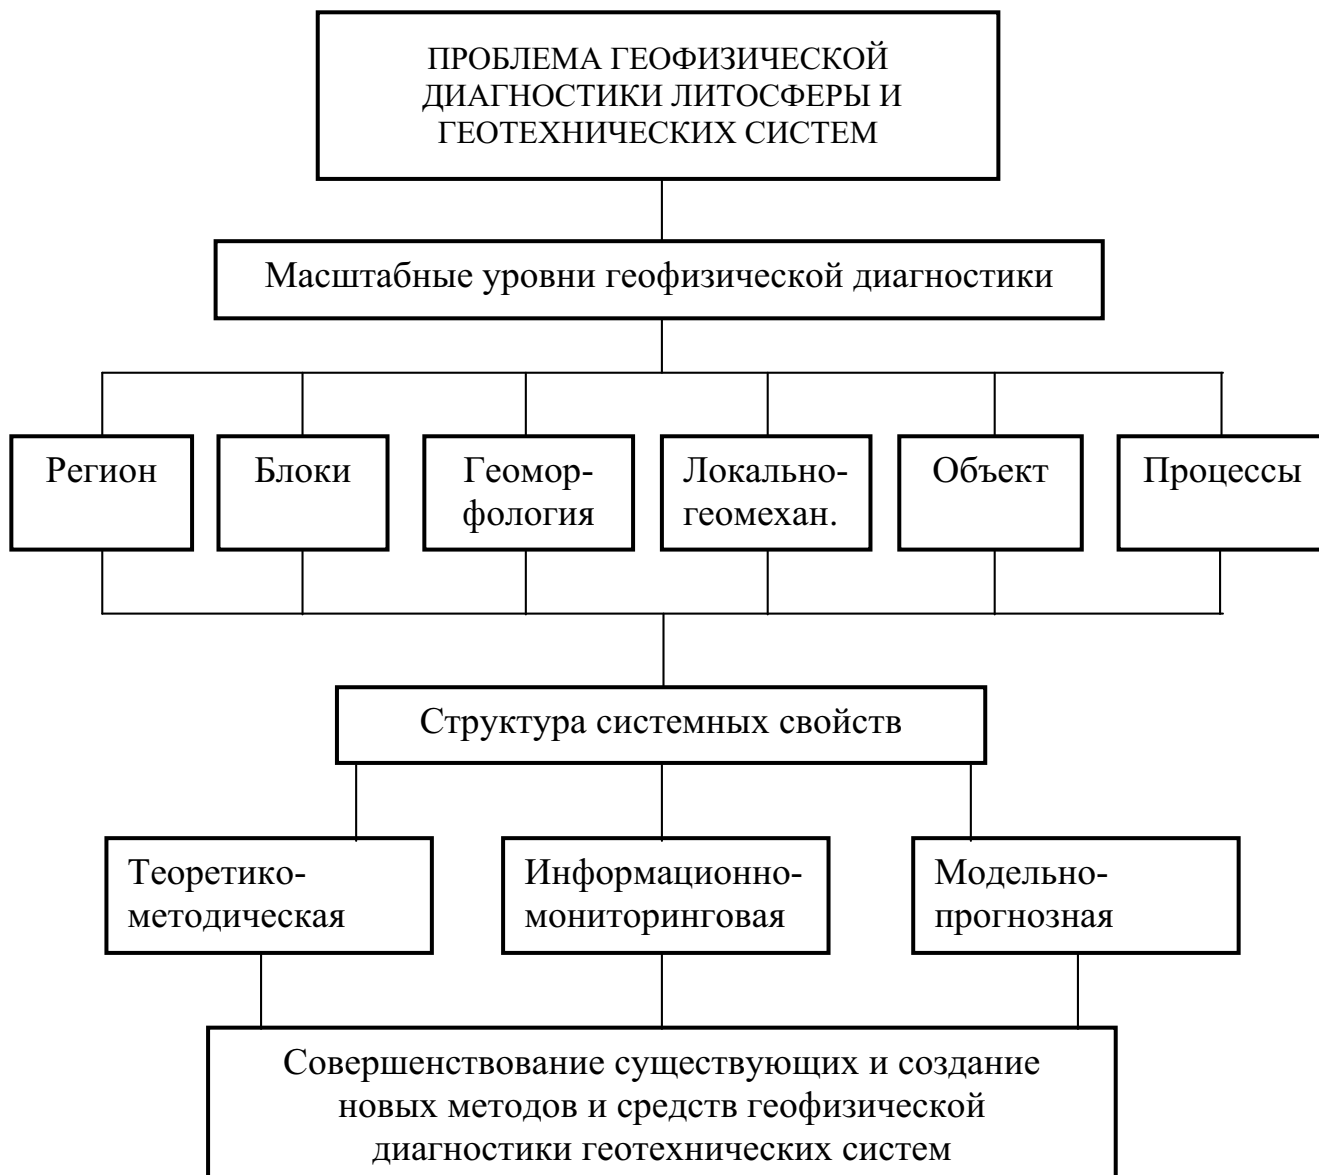 ПРОБЛЕМА ГЕОФИЗИЧЕСКОЙ
ДИАГНОСТИКИ ЛИТОСФЕРЫ И
ГЕОТЕХНИЧЕСКИХ СИСТЕМ
Масштабные уровни геофизической диагностики
Регион
Блоки
Геомор-
фология
Локально-
геомехан.
Объект
Процессы
Структура системных свойств
Теоретико-
методическая
Информационно-
мониторинговая
Модельно-
прогнозная
Совершенствование существующих и создание
новых методов и средств геофизической
диагностики геотехнических систем